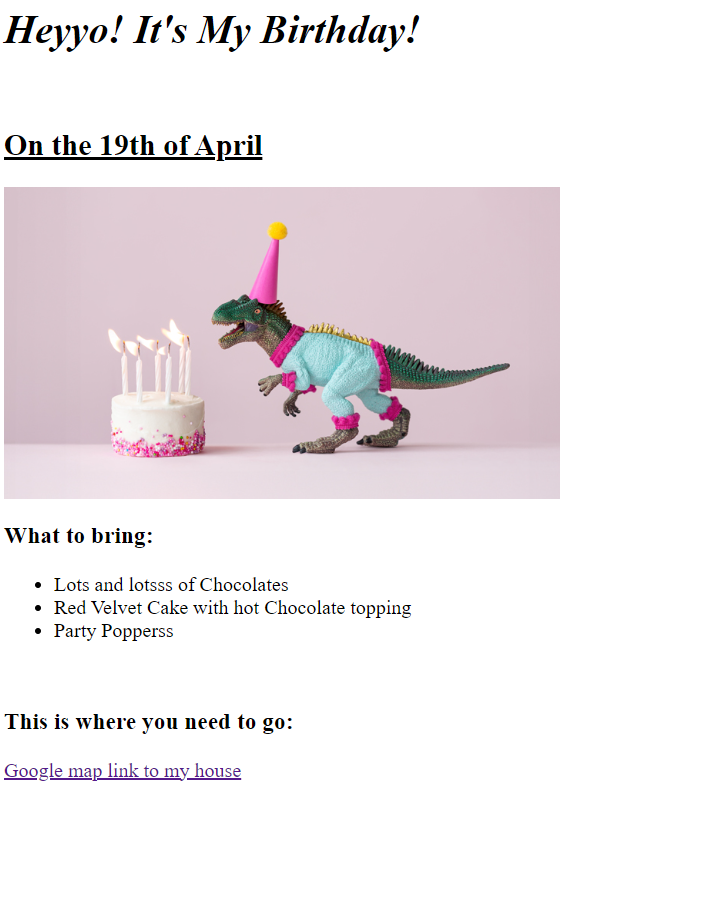 Heyyo! It's My Birthday!
On the 19th of April
What to bring:
Lots and lotsss of Chocolates
Red Velvet Cake with hot Chocolate topping
Party Popperss
This is where you need to go:
Google map link to my house